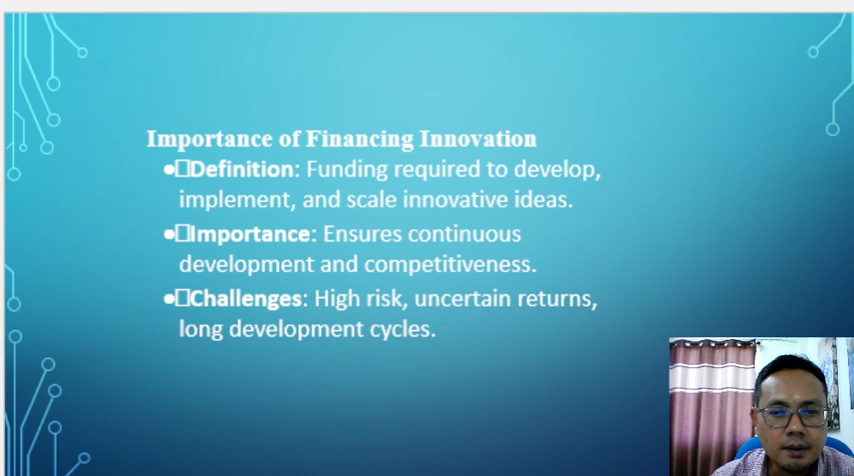 Importance of Financing Innovation
•□Definition: Funding required to develop,
implement, and scale innovative ideas.
•□Importance: Ensures continuous
development and competitiveness.
•□Challenges: High risk, uncertain returns,
long development cycles.